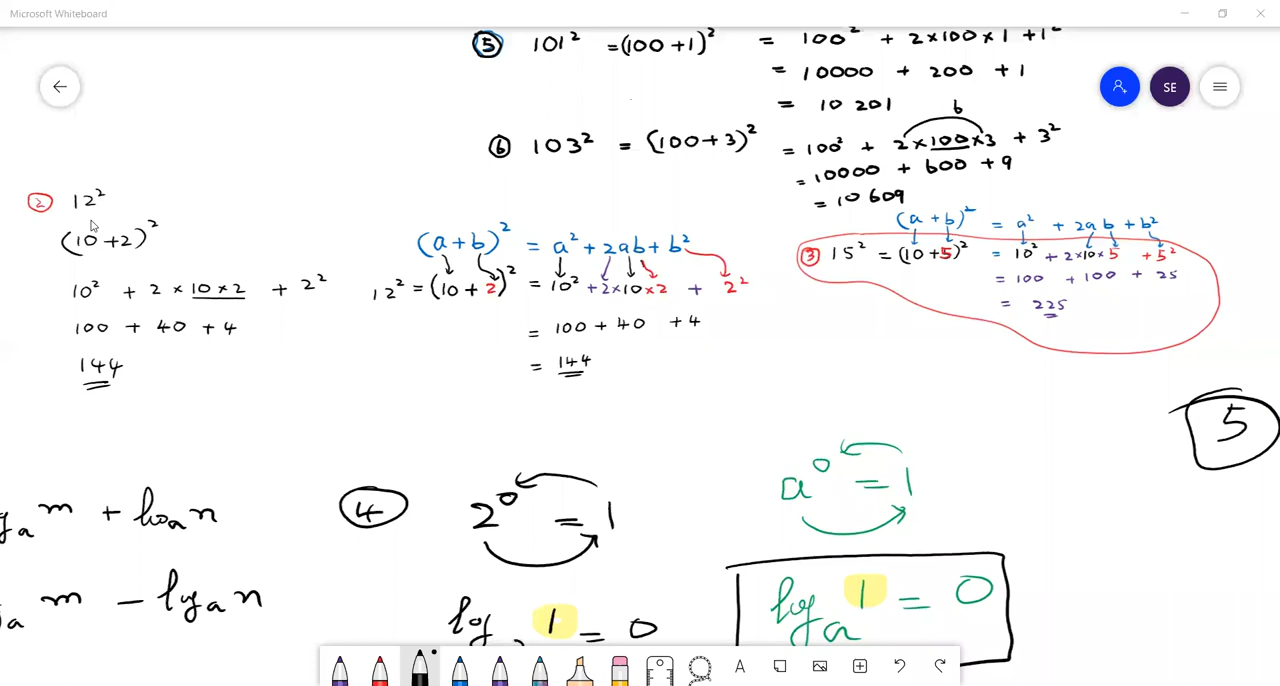 Microsoft Whiteboard
SE
⑤ 101² = (100 + 1)² = 100² + 2×100×1 + 1²
= 10000 + 200 + 1
= 10 201
6
⑥ 103² = (100 + 3)² = 100² + 2×100×3 + 3²
= 10000 + 600 + 9
= 10 609
② 12²
(10 + 2)²
10² + 2 × 10 × 2 + 2²
100 + 40 + 4
144
(a + b)² = a² + 2ab + b²
12² = (10 + 2)² = 10² + 2×10×2 + 2²
= 100 + 40 + 4
= 144
(a + b)² = a² + 2ab + b²
③ 15² = (10 + 5)² = 10² + 2×10×5 + 5²
= 100 + 100 + 25
= 225
5
m + logₐ n
m − logₐ n
④ 2⁰ = 1
log 1 = 0
a⁰ = 1
logₐ 1 = 0
A